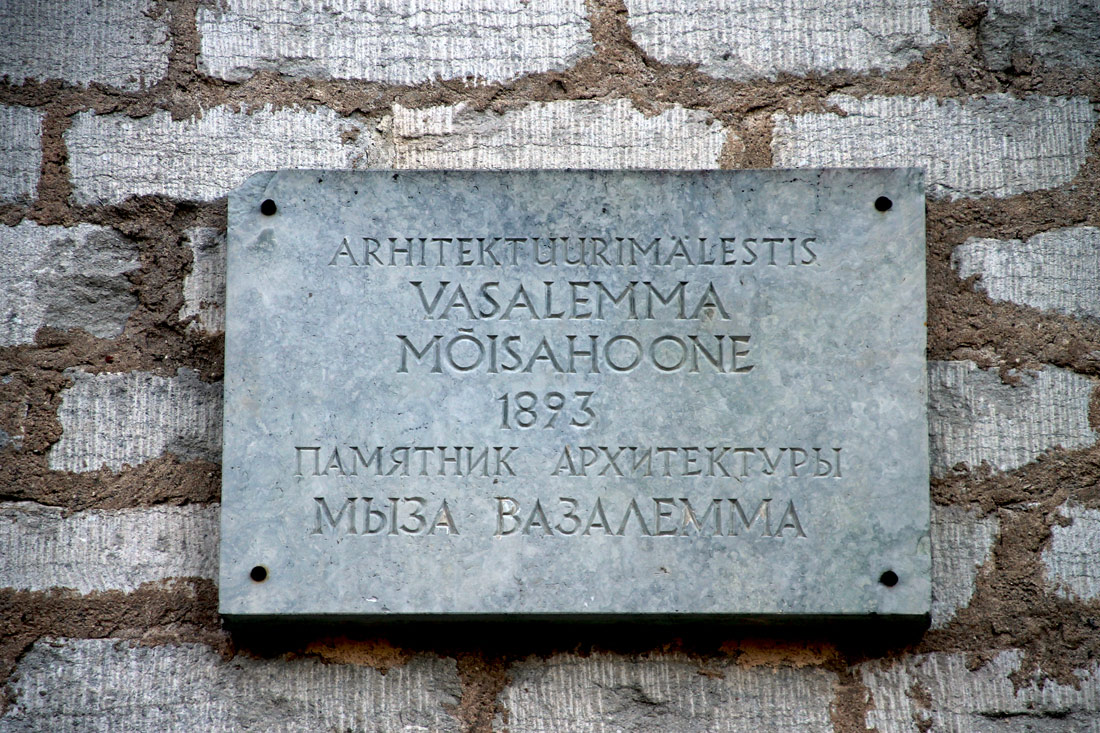 ARHITEKTUURIMÄLESTIS
VASALEMMA
MÕISAHOONE
1893
ПАМЯТНИК АРХИТЕКТУРЫ
МЫЗА ВАЗАЛЕММА